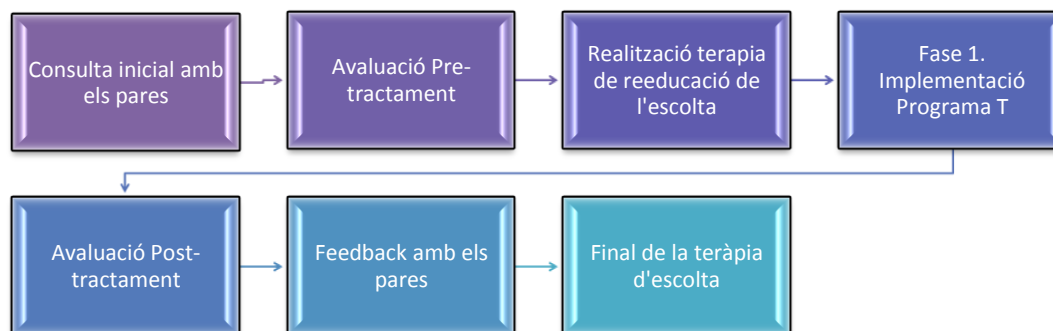 Consulta inicial amb
els pares
Avaluació Pre-
tractament
Realització terapia
de reeducació de
l'escolta
Fase 1.
Implementació
Programa T
Avaluació Post-
tractament
Feedback amb els
pares
Final de la teràpia
d'escolta